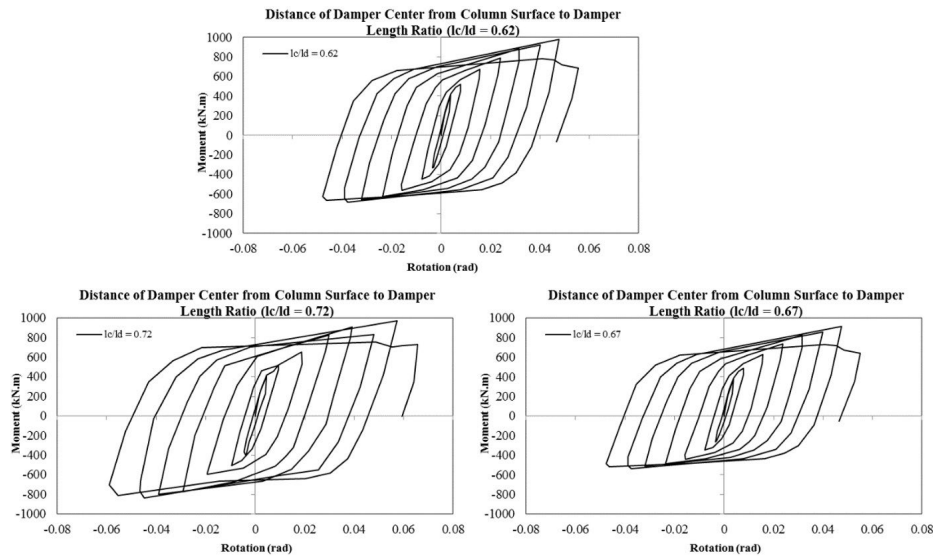 Distance of Damper Center from Column Surface to Damper
Length Ratio (lc/ld = 0.62)
lc/ld = 0.62
Moment (kN.m)
1000
800
600
400
200
0
-200
-400
-600
-800
-1000
-0.08 -0.06 -0.04 -0.02 0 0.02 0.04 0.06 0.08
Rotation (rad)
Distance of Damper Center from Column Surface to Damper
Length Ratio (lc/ld = 0.72)
lc/ld = 0.72
Moment (kN.m)
1000
800
600
400
200
0
-200
-400
-600
-800
-1000
-0.08 -0.06 -0.04 -0.02 0 0.02 0.04 0.06 0.08
Rotation (rad)
Distance of Damper Center from Column Surface to Damper
Length Ratio (lc/ld = 0.67)
lc/ld = 0.67
Moment (kN.m)
1000
800
600
400
200
0
-200
-400
-600
-800
-1000
-0.08 -0.06 -0.04 -0.02 0 0.02 0.04 0.06 0.08
Rotation (rad)